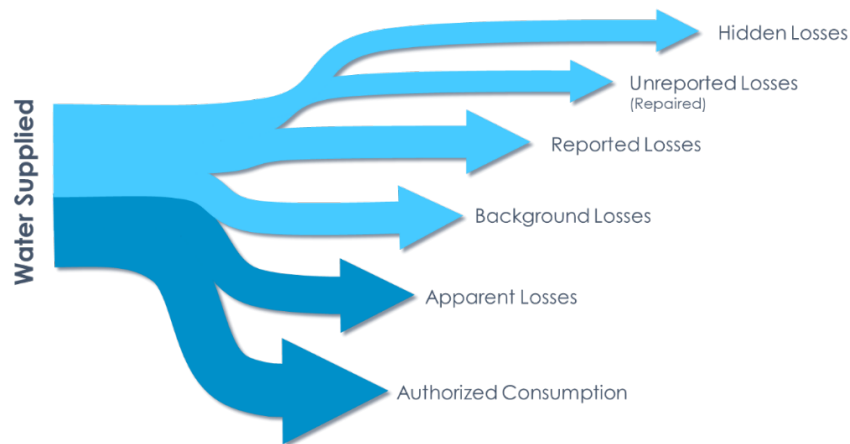 Water Supplied
Hidden Losses
Unreported Losses
(Repaired)
Reported Losses
Background Losses
Apparent Losses
Authorized Consumption